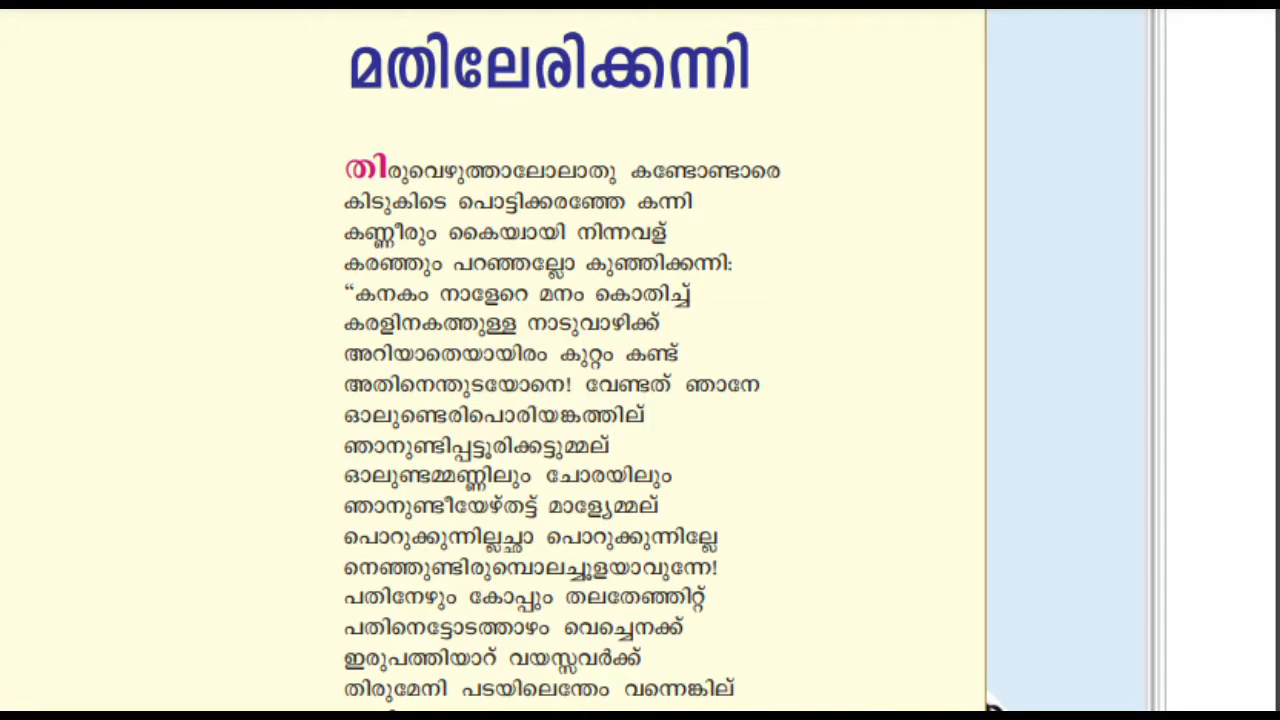 മതിലേരിക്കന്നി
തിരുവെഴുത്താലോലാതു കണ്ടോണ്ടാരെ
കിടുകിടെ പൊട്ടിക്കരഞ്ഞേ കന്നി
കണ്ണീരും കൈയ്യായി നിന്നവള്
കരഞ്ഞും പറഞ്ഞല്ലോ കുഞ്ഞിക്കന്നി:
“കനകം നാളേറെ മനം കൊതിച്ച്
കരളിനകത്തുള്ള നാടുവാഴിക്ക്
അറിയാതെയായിരം കുറ്റം കണ്ട്
അതിനെന്തുടയോനെ! വേണ്ടത് ഞാനേ
ഓലുണ്ടെരിപൊരിയങ്കത്തില്
ഞാനുണ്ടിപ്പട്ടൂരിക്കട്ടുമ്മല്
ഓലുണ്ടമ്മണ്ണിലും ചോരയിലും
ഞാനുണ്ടീയേഴ്തട്ട് മാളേ്യമ്മല്
പൊറുക്കുന്നില്ലച്ഛാ പൊറുക്കുന്നില്ലേ
നെഞ്ഞുണ്ടിരുമ്പൊലച്ചൂളയാവുന്നേ!
പതിനേഴും കോപ്പും തലതേഞ്ഞിറ്റ്
പതിനെട്ടോടത്താഴം വെച്ചെനക്ക്
ഇരുപത്തിയാറ് വയസ്സവർക്ക്
തിരുമേനി പടയിലെന്തേം വന്നെങ്കില്